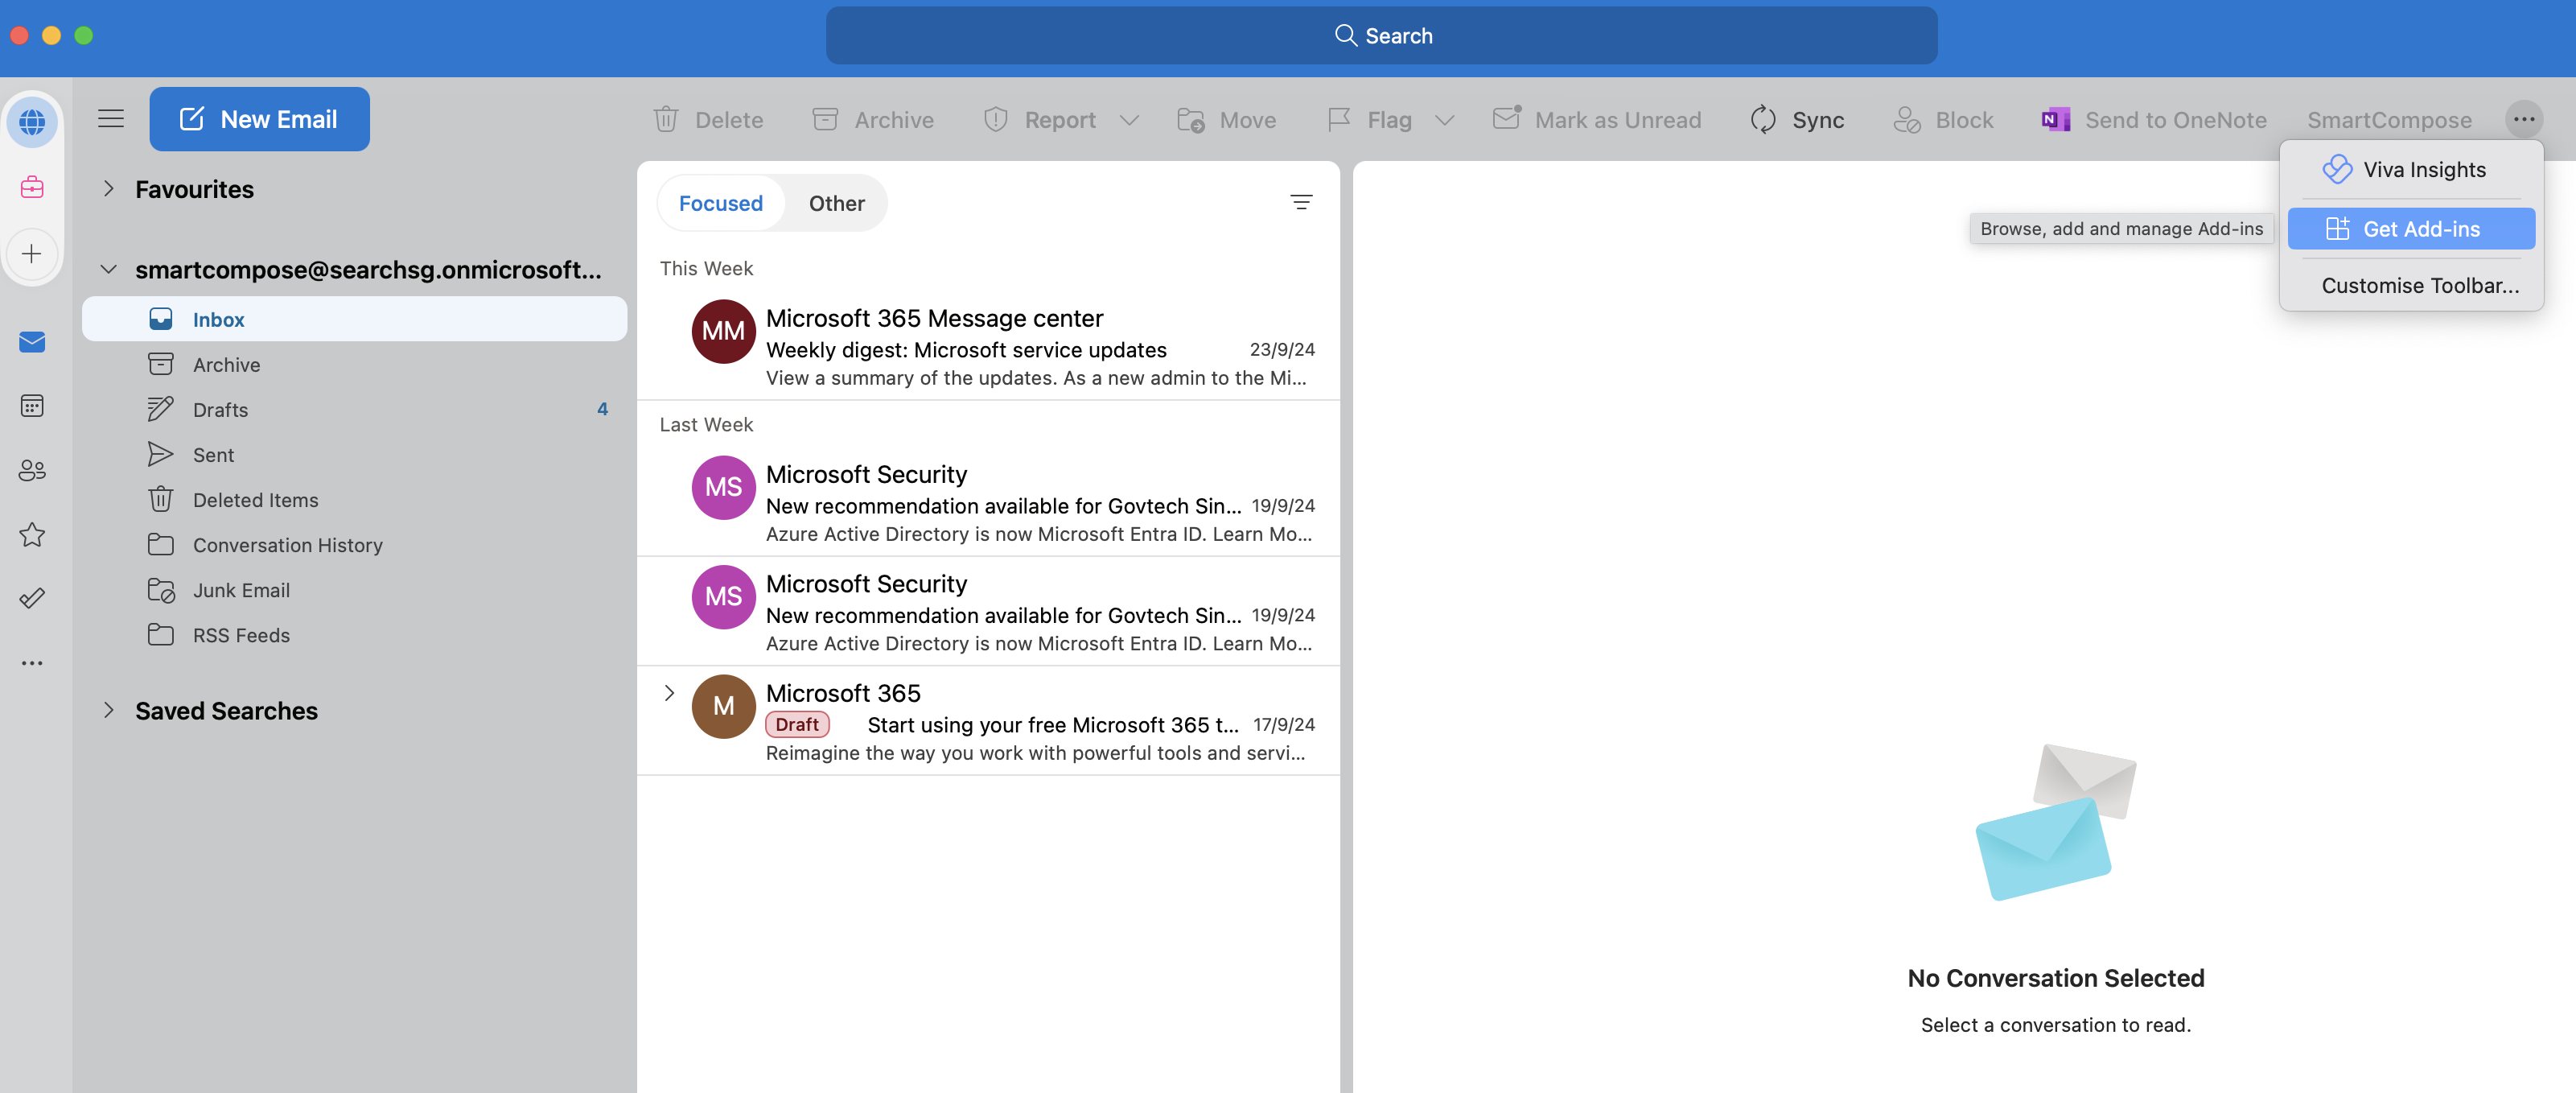 Search
New Email
Delete
Archive
Report
Move
Flag
Mark as Unread
Sync
Block
Send to OneNote
SmartCompose
Viva Insights
Get Add-ins
Browse, add and manage Add-ins
Customise Toolbar...
Favourites
smartcompose@searchsg.onmicrosoft...
Inbox
Archive
Drafts 4
Sent
Deleted Items
Conversation History
Junk Email
RSS Feeds
Saved Searches
Focused Other
This Week
MM
Microsoft 365 Message center
Weekly digest: Microsoft service updates 23/9/24
View a summary of the updates. As a new admin to the Mi...
Last Week
MS
Microsoft Security
New recommendation available for Govtech Sin... 19/9/24
Azure Active Directory is now Microsoft Entra ID. Learn Mo...
MS
Microsoft Security
New recommendation available for Govtech Sin... 19/9/24
Azure Active Directory is now Microsoft Entra ID. Learn Mo...
M
Microsoft 365
Draft Start using your free Microsoft 365 t... 17/9/24
Reimagine the way you work with powerful tools and servi...
No Conversation Selected
Select a conversation to read.